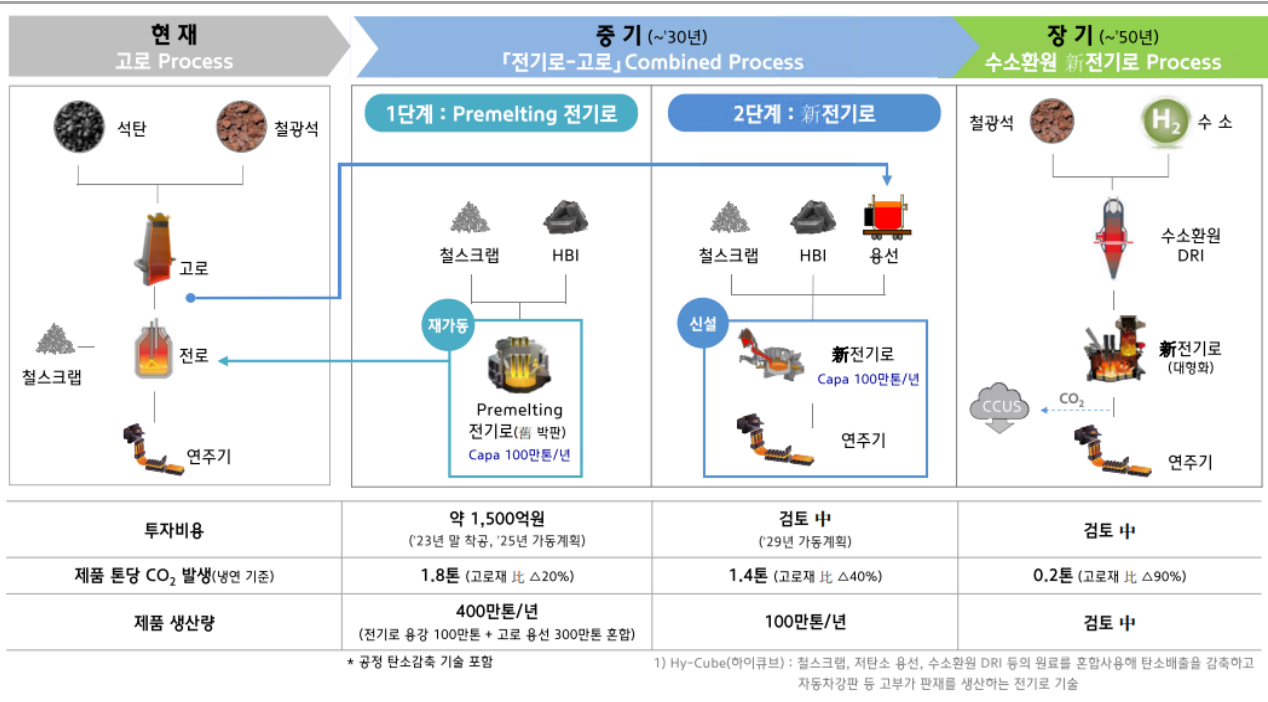 현 재
고로 Process
중 기 (~'30년)
「전기로-고로」Combined Process
장 기 (~'50년)
수소환원 新전기로 Process
석탄
철광석
고로
철스크랩
전로
연주기
1단계 : Premelting 전기로
철스크랩
HBI
재가동
Premelting
전기로(舊 박판)
Capa 100만톤/년
2단계 : 新전기로
철스크랩
HBI
용선
신설
新전기로
Capa 100만톤/년
연주기
철광석
H₂
수 소
수소환원
DRI
新전기로
(대형화)
CCUS
CO₂
연주기
투자비용
약 1,500억원
('23년 말 착공, '25년 가동계획)
검토 中
('29년 가동계획)
검토 中
제품 톤당 CO₂ 발생(냉연 기준)
1.8톤 (고로재 比 △20%)
1.4톤 (고로재 比 △40%)
0.2톤 (고로재 比 △90%)
제품 생산량
400만톤/년
(전기로 용강 100만톤 + 고로 용선 300만톤 혼합)
100만톤/년
검토 中
* 공정 탄소감축 기술 포함
1) Hy-Cube(하이큐브) : 철스크랩, 저탄소 용선, 수소환원 DRI 등의 원료를 혼합사용해 탄소배출을 감축하고
자동차강판 등 고부가 판재를 생산하는 전기로 기술